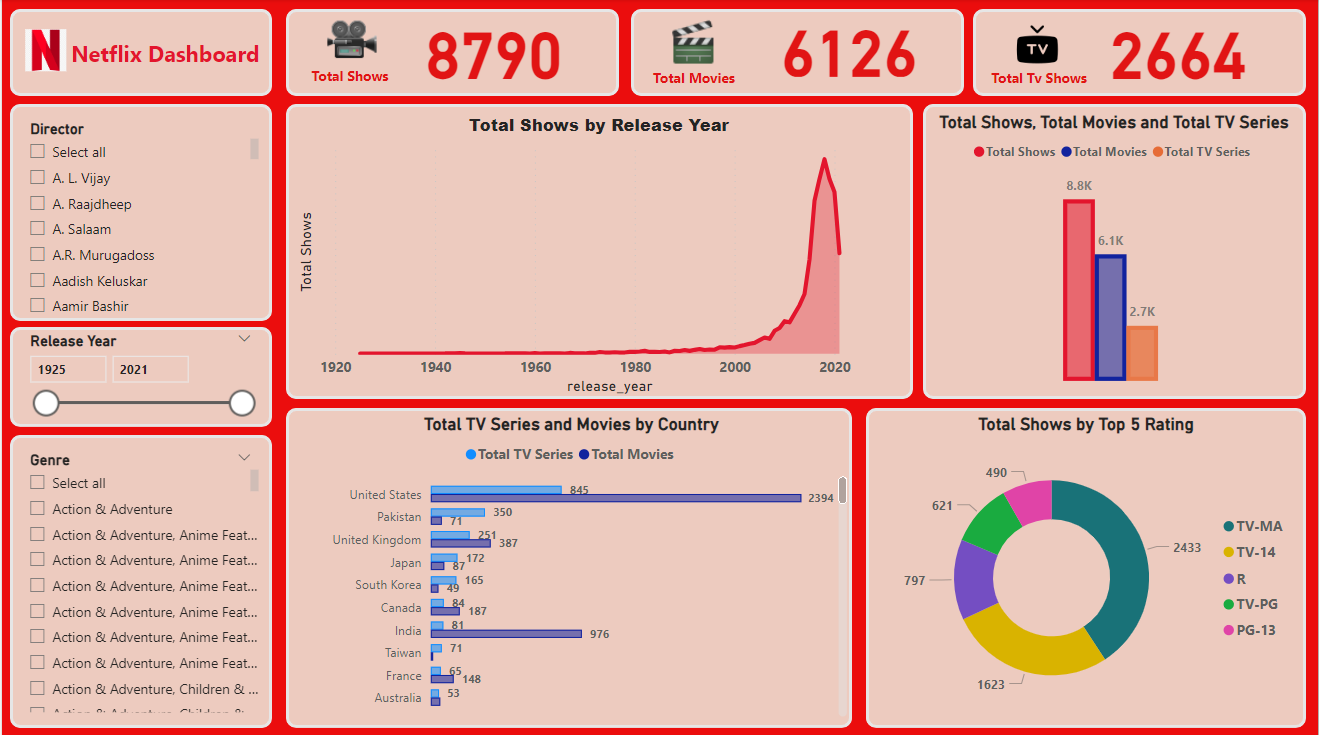 N Netflix Dashboard
Total Shows
8790
Total Movies
6126
TV
Total Tv Shows
2664
Director
Select all
A. L. Vijay
A. Raajdheep
A. Salaam
A.R. Murugadoss
Aadish Keluskar
Aamir Bashir
Release Year
1925 2021
Genre
Select all
Action & Adventure
Action & Adventure, Anime Feat...
Action & Adventure, Anime Feat...
Action & Adventure, Anime Feat...
Action & Adventure, Anime Feat...
Action & Adventure, Anime Feat...
Action & Adventure, Anime Feat...
Action & Adventure, Children & ...
Total Shows by Release Year
Total Shows
1920 1940 1960 1980 2000 2020
release_year
Total Shows, Total Movies and Total TV Series
Total Shows Total Movies Total TV Series
8.8K
6.1K
2.7K
Total TV Series and Movies by Country
Total TV Series Total Movies
United States 845 2394
Pakistan 350 71
United Kingdom 251 387
Japan 172 87
South Korea 165 49
Canada 84 187
India 81 976
Taiwan 71
France 65 148
Australia 53
Total Shows by Top 5 Rating
490
621
797
1623
2433
TV-MA
TV-14
R
TV-PG
PG-13